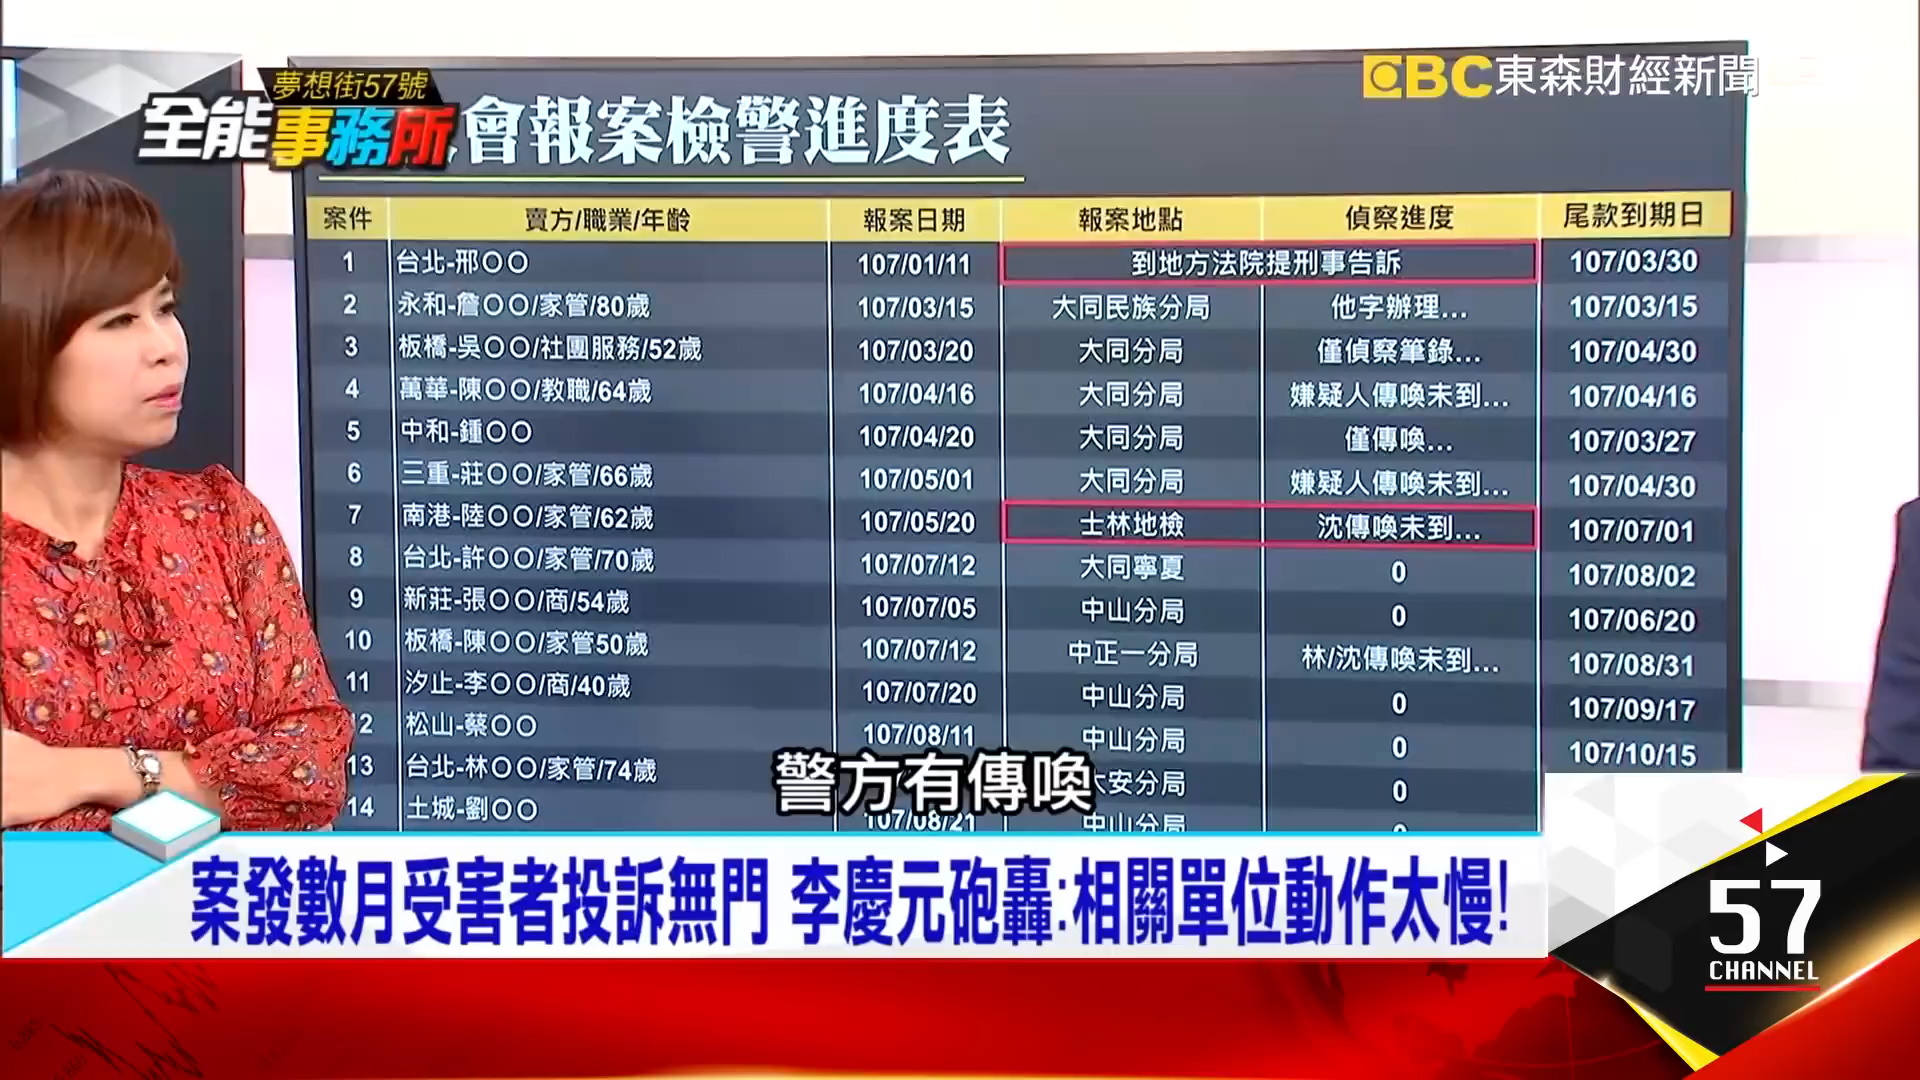 夢想街57號
全能事務所
EBC東森財經新聞
會報案檢警進度表
案件 賣方/職業/年齡 報案日期 報案地點 偵察進度 尾款到期日
1 台北-邢〇〇 107/01/11 到地方法院提刑事告訴 107/03/30
2 永和-詹〇〇/家管/80歲 107/03/15 大同民族分局 他字辦理... 107/03/15
3 板橋-吳〇〇/社團服務/52歲 107/03/20 大同分局 僅偵察筆錄... 107/04/30
4 萬華-陳〇〇/教職/64歲 107/04/16 大同分局 嫌疑人傳喚未到... 107/04/16
5 中和-鍾〇〇 107/04/20 大同分局 僅傳喚... 107/03/27
6 三重-莊〇〇/家管/66歲 107/05/01 大同分局 嫌疑人傳喚未到... 107/04/30
7 南港-陸〇〇/家管/62歲 107/05/20 士林地檢 沈傳喚未到... 107/07/01
8 台北-許〇〇/家管/70歲 107/07/12 大同寧夏 0 107/08/02
9 新莊-張〇〇/商/54歲 107/07/05 中山分局 0 107/06/20
10 板橋-陳〇〇/家管50歲 107/07/12 中正一分局 林/沈傳喚未到... 107/08/31
11 汐止-李〇〇/商/40歲 107/07/20 中山分局 0 107/09/17
12 松山-蔡〇〇 107/08/11 中山分局 0 107/10/15
13 台北-林〇〇/家管/74歲 大安分局 0
14 土城-劉〇〇 107/08/21 中山分局 0
警方有傳喚
案發數月受害者投訴無門 李慶元砲轟:相關單位動作太慢!
57
CHANNEL